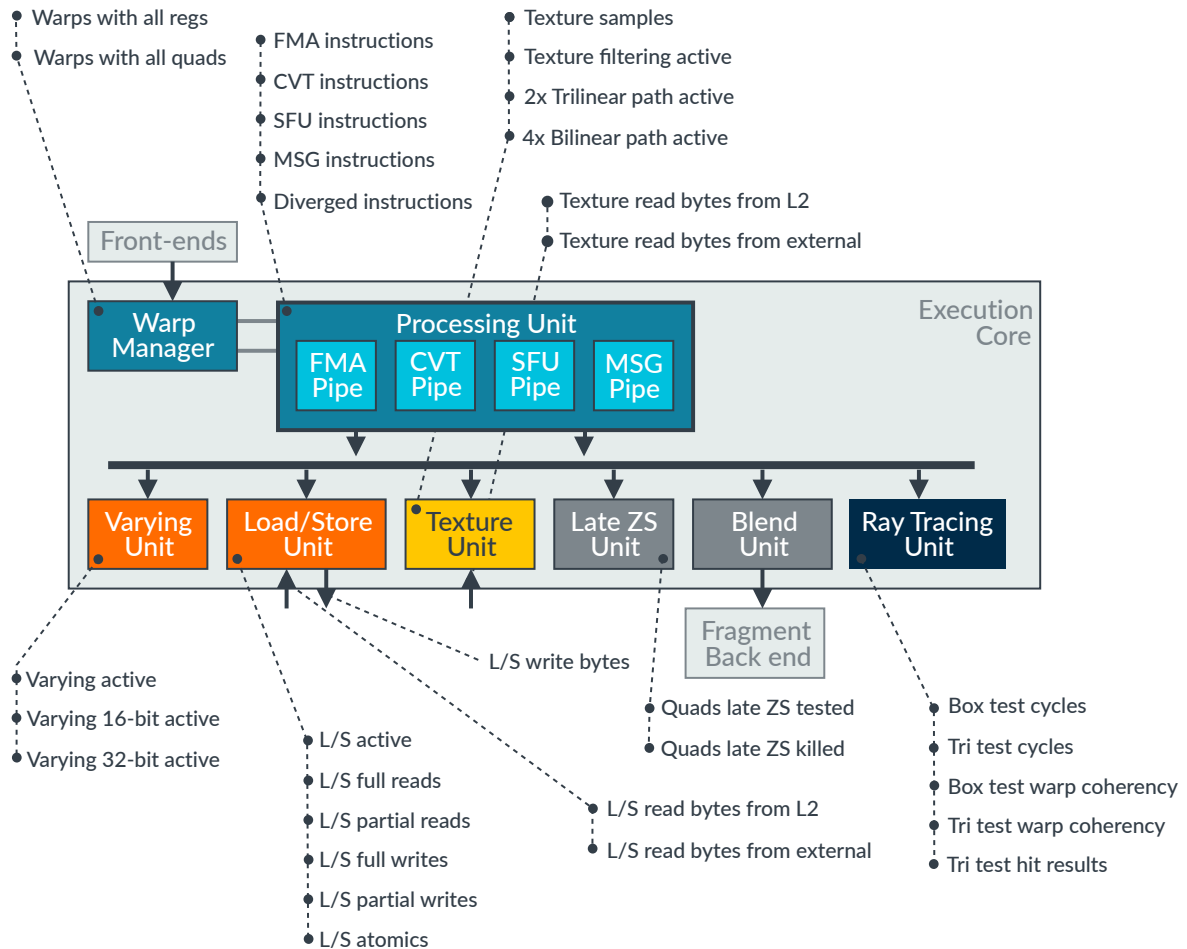 Warps with all regs
Warps with all quads
FMA instructions
CVT instructions
SFU instructions
MSG instructions
Diverged instructions
Texture samples
Texture filtering active
2x Trilinear path active
4x Bilinear path active
Texture read bytes from L2
Texture read bytes from external
Front-ends
Execution
Core
Warp
Manager
Processing Unit
FMA
Pipe
CVT
Pipe
SFU
Pipe
MSG
Pipe
Varying
Unit
Load/Store
Unit
Texture
Unit
Late ZS
Unit
Blend
Unit
Ray Tracing
Unit
Fragment
Back end
L/S write bytes
Varying active
Varying 16-bit active
Varying 32-bit active
L/S active
L/S full reads
L/S partial reads
L/S full writes
L/S partial writes
L/S atomics
L/S read bytes from L2
L/S read bytes from external
Quads late ZS tested
Quads late ZS killed
Box test cycles
Tri test cycles
Box test warp coherency
Tri test warp coherency
Tri test hit results